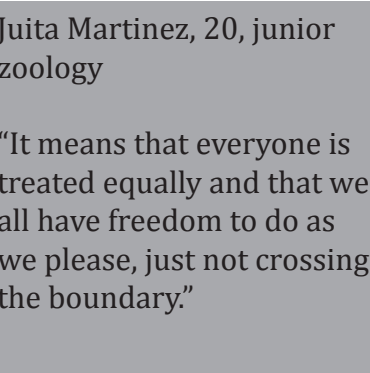 Juita Martinez, 20, junior
zoology
“It means that everyone is
treated equally and that we
all have freedom to do as
we please, just not crossing
the boundary.”